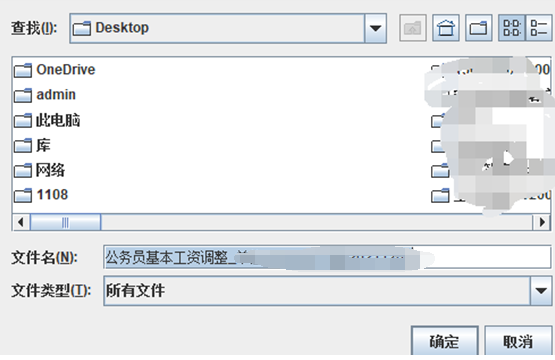 查找(I): Desktop
OneDrive
admin
此电脑
库
网络
1108
文件名(N): 公务员基本工资调整_
文件类型(T): 所有文件
确定 取消